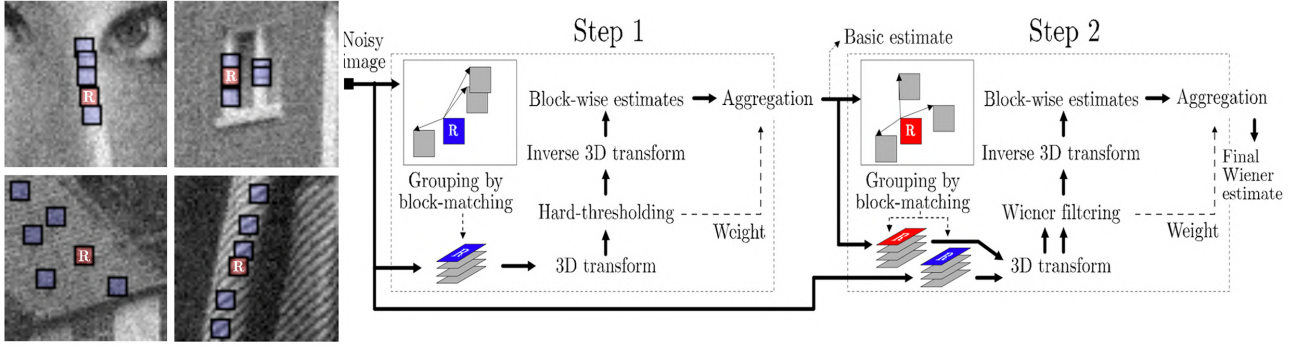 R
R
R
R
Noisy
image
Step 1
R
Grouping by
block-matching
Block-wise estimates
Aggregation
Inverse 3D transform
Hard-thresholding
Weight
3D transform
Basic estimate
Step 2
R
Grouping by
block-matching
Block-wise estimates
Aggregation
Inverse 3D transform
Final
Wiener
estimate
Wiener filtering
Weight
3D transform